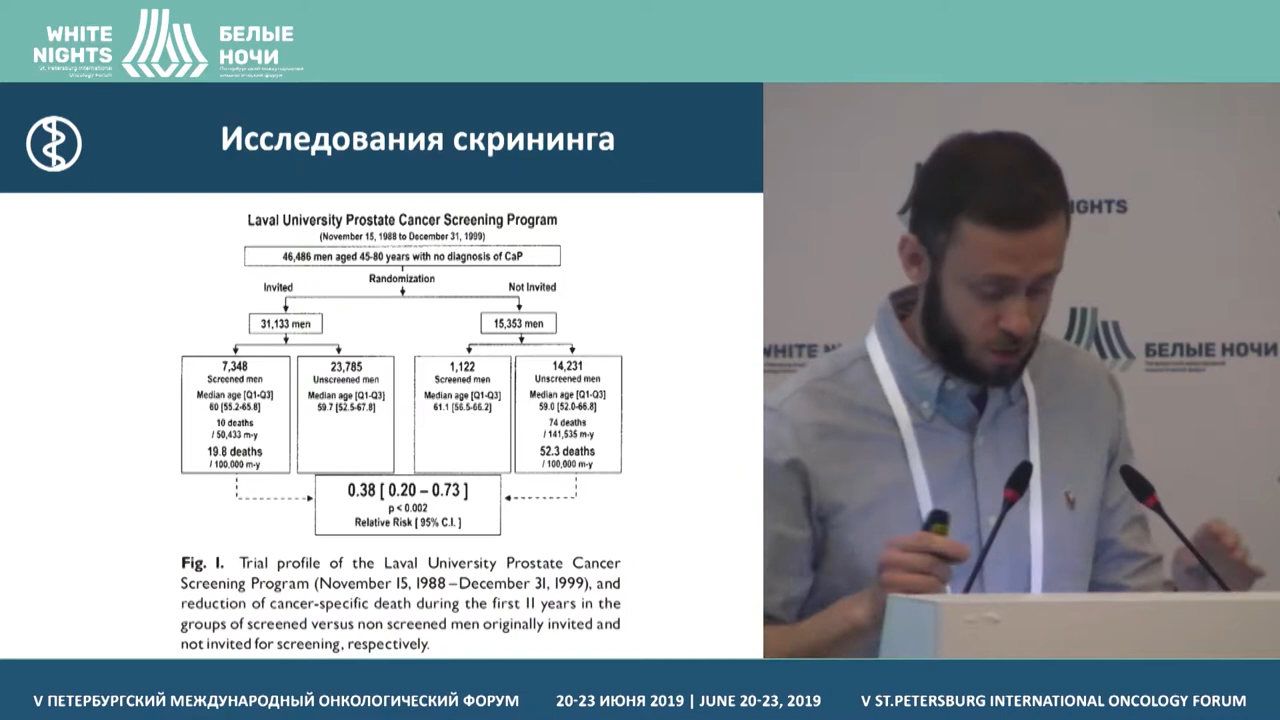 WHITE
NIGHTS
St. Petersburg International
Oncology Forum
БЕЛЫЕ
НОЧИ
Петербургский международный
онкологический форум
Исследования скрининга
Laval University Prostate Cancer Screening Program
(November 15, 1988 to December 31, 1999)
46,486 men aged 45-80 years with no diagnosis of CaP
Randomization
Invited
Not Invited
31,133 men
15,353 men
7,348
Screened men
Median age [Q1-Q3]
60 [55.2-65.8]
10 deaths
/ 50,433 m-y
19.8 deaths
/ 100,000 m-y
23,785
Unscreened men
Median age [Q1-Q3]
59.7 [52.5-67.8]
1,122
Screened men
Median age [Q1-Q3]
61.1 [56.5-66.2]
14,231
Unscreened men
Median age [Q1-Q3]
59.0 [52.0-66.8]
74 deaths
/ 141,535 m-y
52.3 deaths
/ 100,000 m-y
0.38 [ 0.20 – 0.73 ]
p < 0.002
Relative Risk [ 95% C.I. ]
Fig. I. Trial profile of the Laval University Prostate Cancer
Screening Program (November 15, 1988–December 31, 1999), and
reduction of cancer-specific death during the first 11 years in the
groups of screened versus non screened men originally invited and
not invited for screening, respectively.
IGHTS
WHITE N
БЕЛЫЕ НОЧИ
V ПЕТЕРБУРГСКИЙ МЕЖДУНАРОДНЫЙ ОНКОЛОГИЧЕСКИЙ ФОРУМ
20-23 ИЮНЯ 2019 | JUNE 20-23, 2019
V ST.PETERSBURG INTERNATIONAL ONCOLOGY FORUM